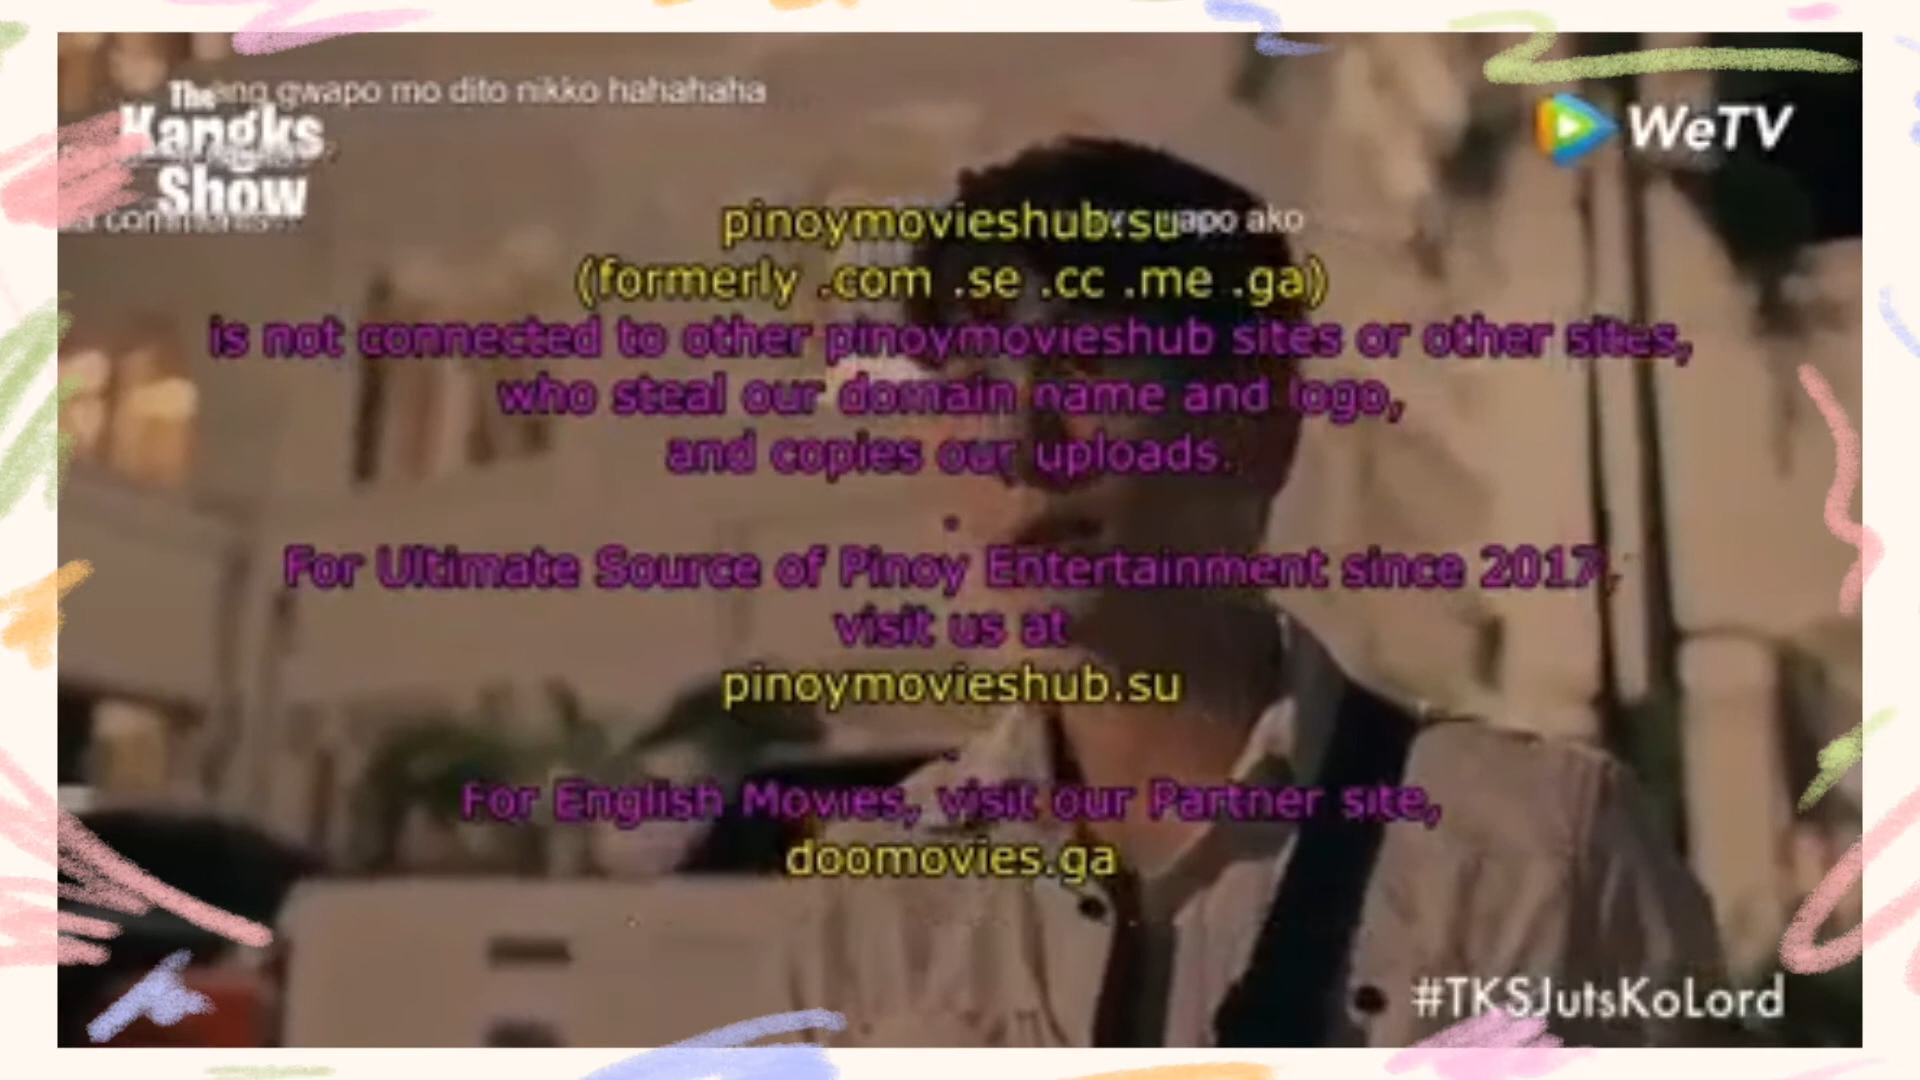 ang gwapo mo dito nikko hahahaha
The
Kangks
Show
WeTV
comments
apo ako
pinoymovieshub.su
(formerly .com .se .cc .me .ga)
is not connected to other pinoymovieshub sites or other sites,
who steal our domain name and logo,
and copies our uploads.
.
For Ultimate Source of Pinoy Entertainment since 2017,
visit us at
pinoymovieshub.su
.
For English Movies, visit our Partner site,
doomovies.ga
#TKSJutsKoLord